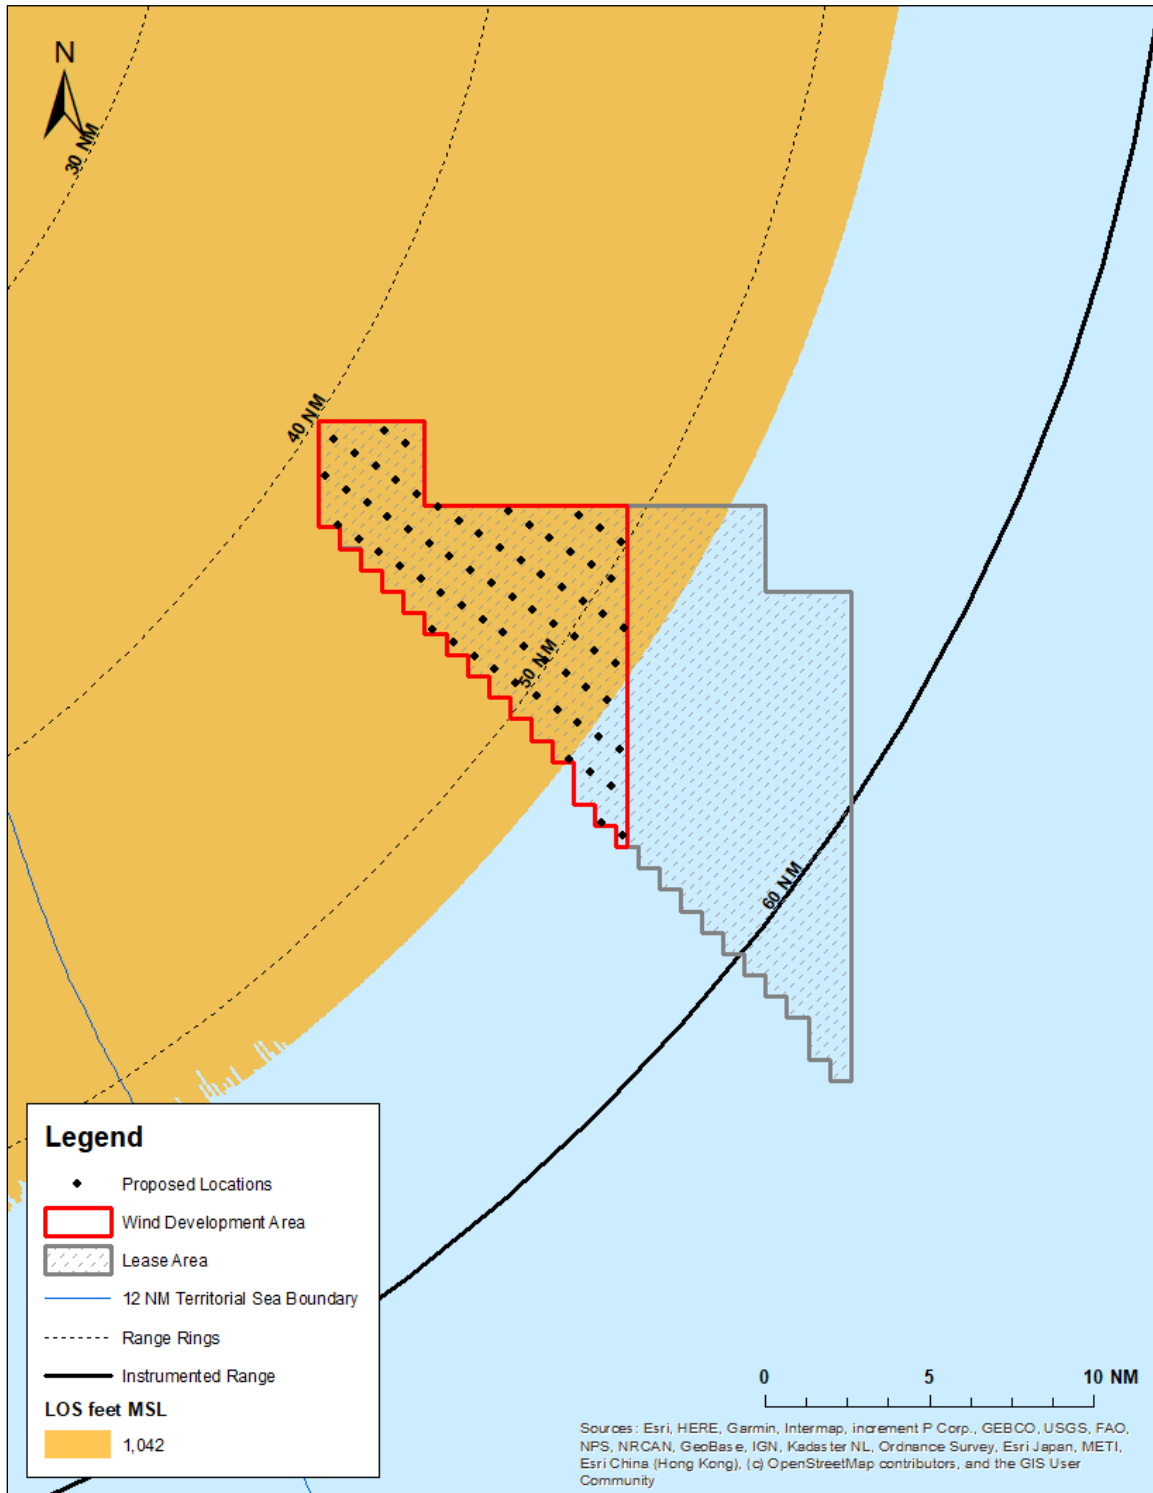 N
30 NM
40 NM
50 NM
60 NM
Legend
Proposed Locations
Wind Development Area
Lease Area
12 NM Territorial Sea Boundary
Range Rings
Instrumented Range
LOS feet MSL
1,042
0 5 10 NM
Sources: Esri, HERE, Garmin, Intermap, increment P Corp., GEBCO, USGS, FAO,
NPS, NRCAN, GeoBase, IGN, Kadaster NL, Ordnance Survey, Esri Japan, METI,
Esri China (Hong Kong), (c) OpenStreetMap contributors, and the GIS User
Community